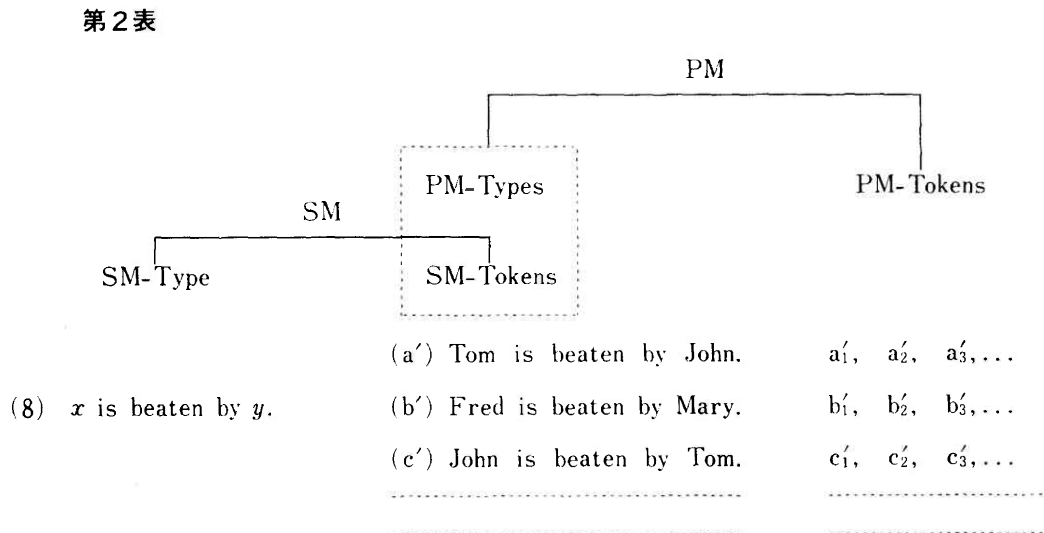 第2表
PM
PM-Types PM-Tokens
SM
SM-Type SM-Tokens
(a′) Tom is beaten by John. a′₁, a′₂, a′₃,...
(8) x is beaten by y. (b′) Fred is beaten by Mary. b′₁, b′₂, b′₃,...
(c′) John is beaten by Tom. c′₁, c′₂, c′₃,...